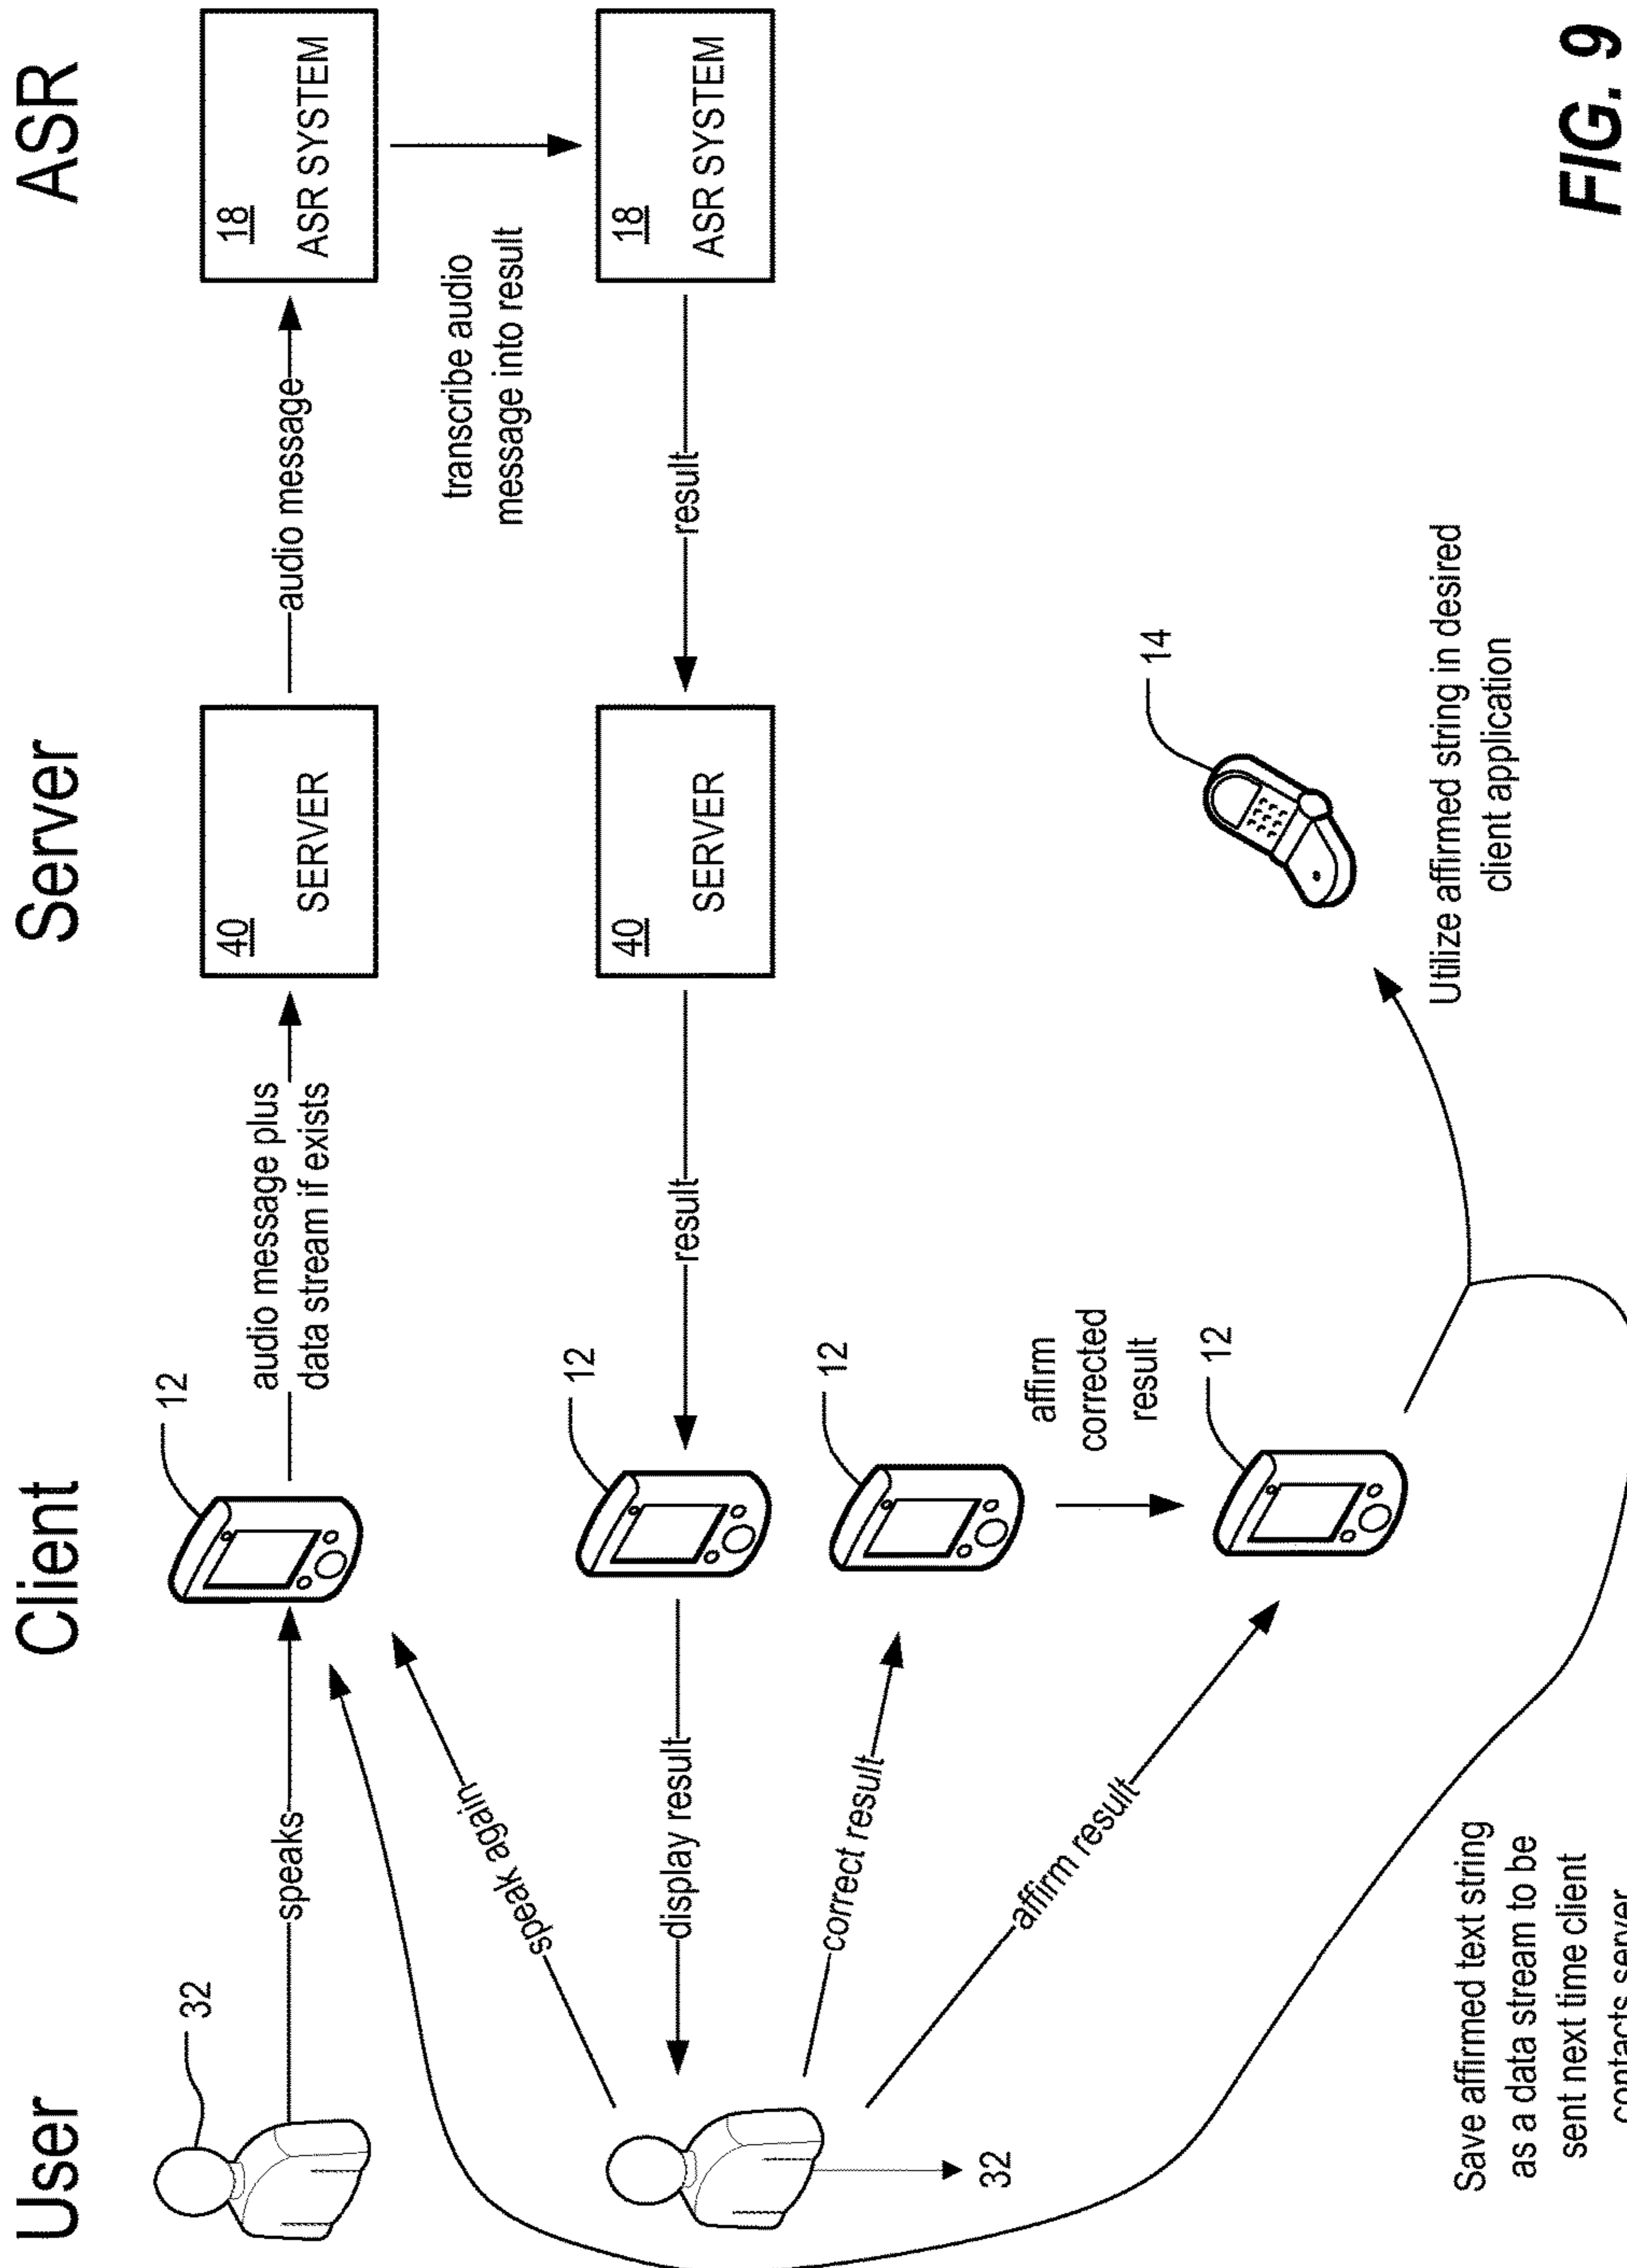 User
Client
Server
ASR
32
speaks
12
audio message plus
data stream if exists
40
SERVER
audio message
18
ASR SYSTEM
speak again
transcribe audio
message into result
display result
12
result
40
SERVER
result
18
ASR SYSTEM
32
correct result
12
affirm result
affirm
corrected
result
12
14
Utilize affirmed string in desired
client application
Save affirmed text string
as a data stream to be
sent next time client
contacts server
FIG. 9